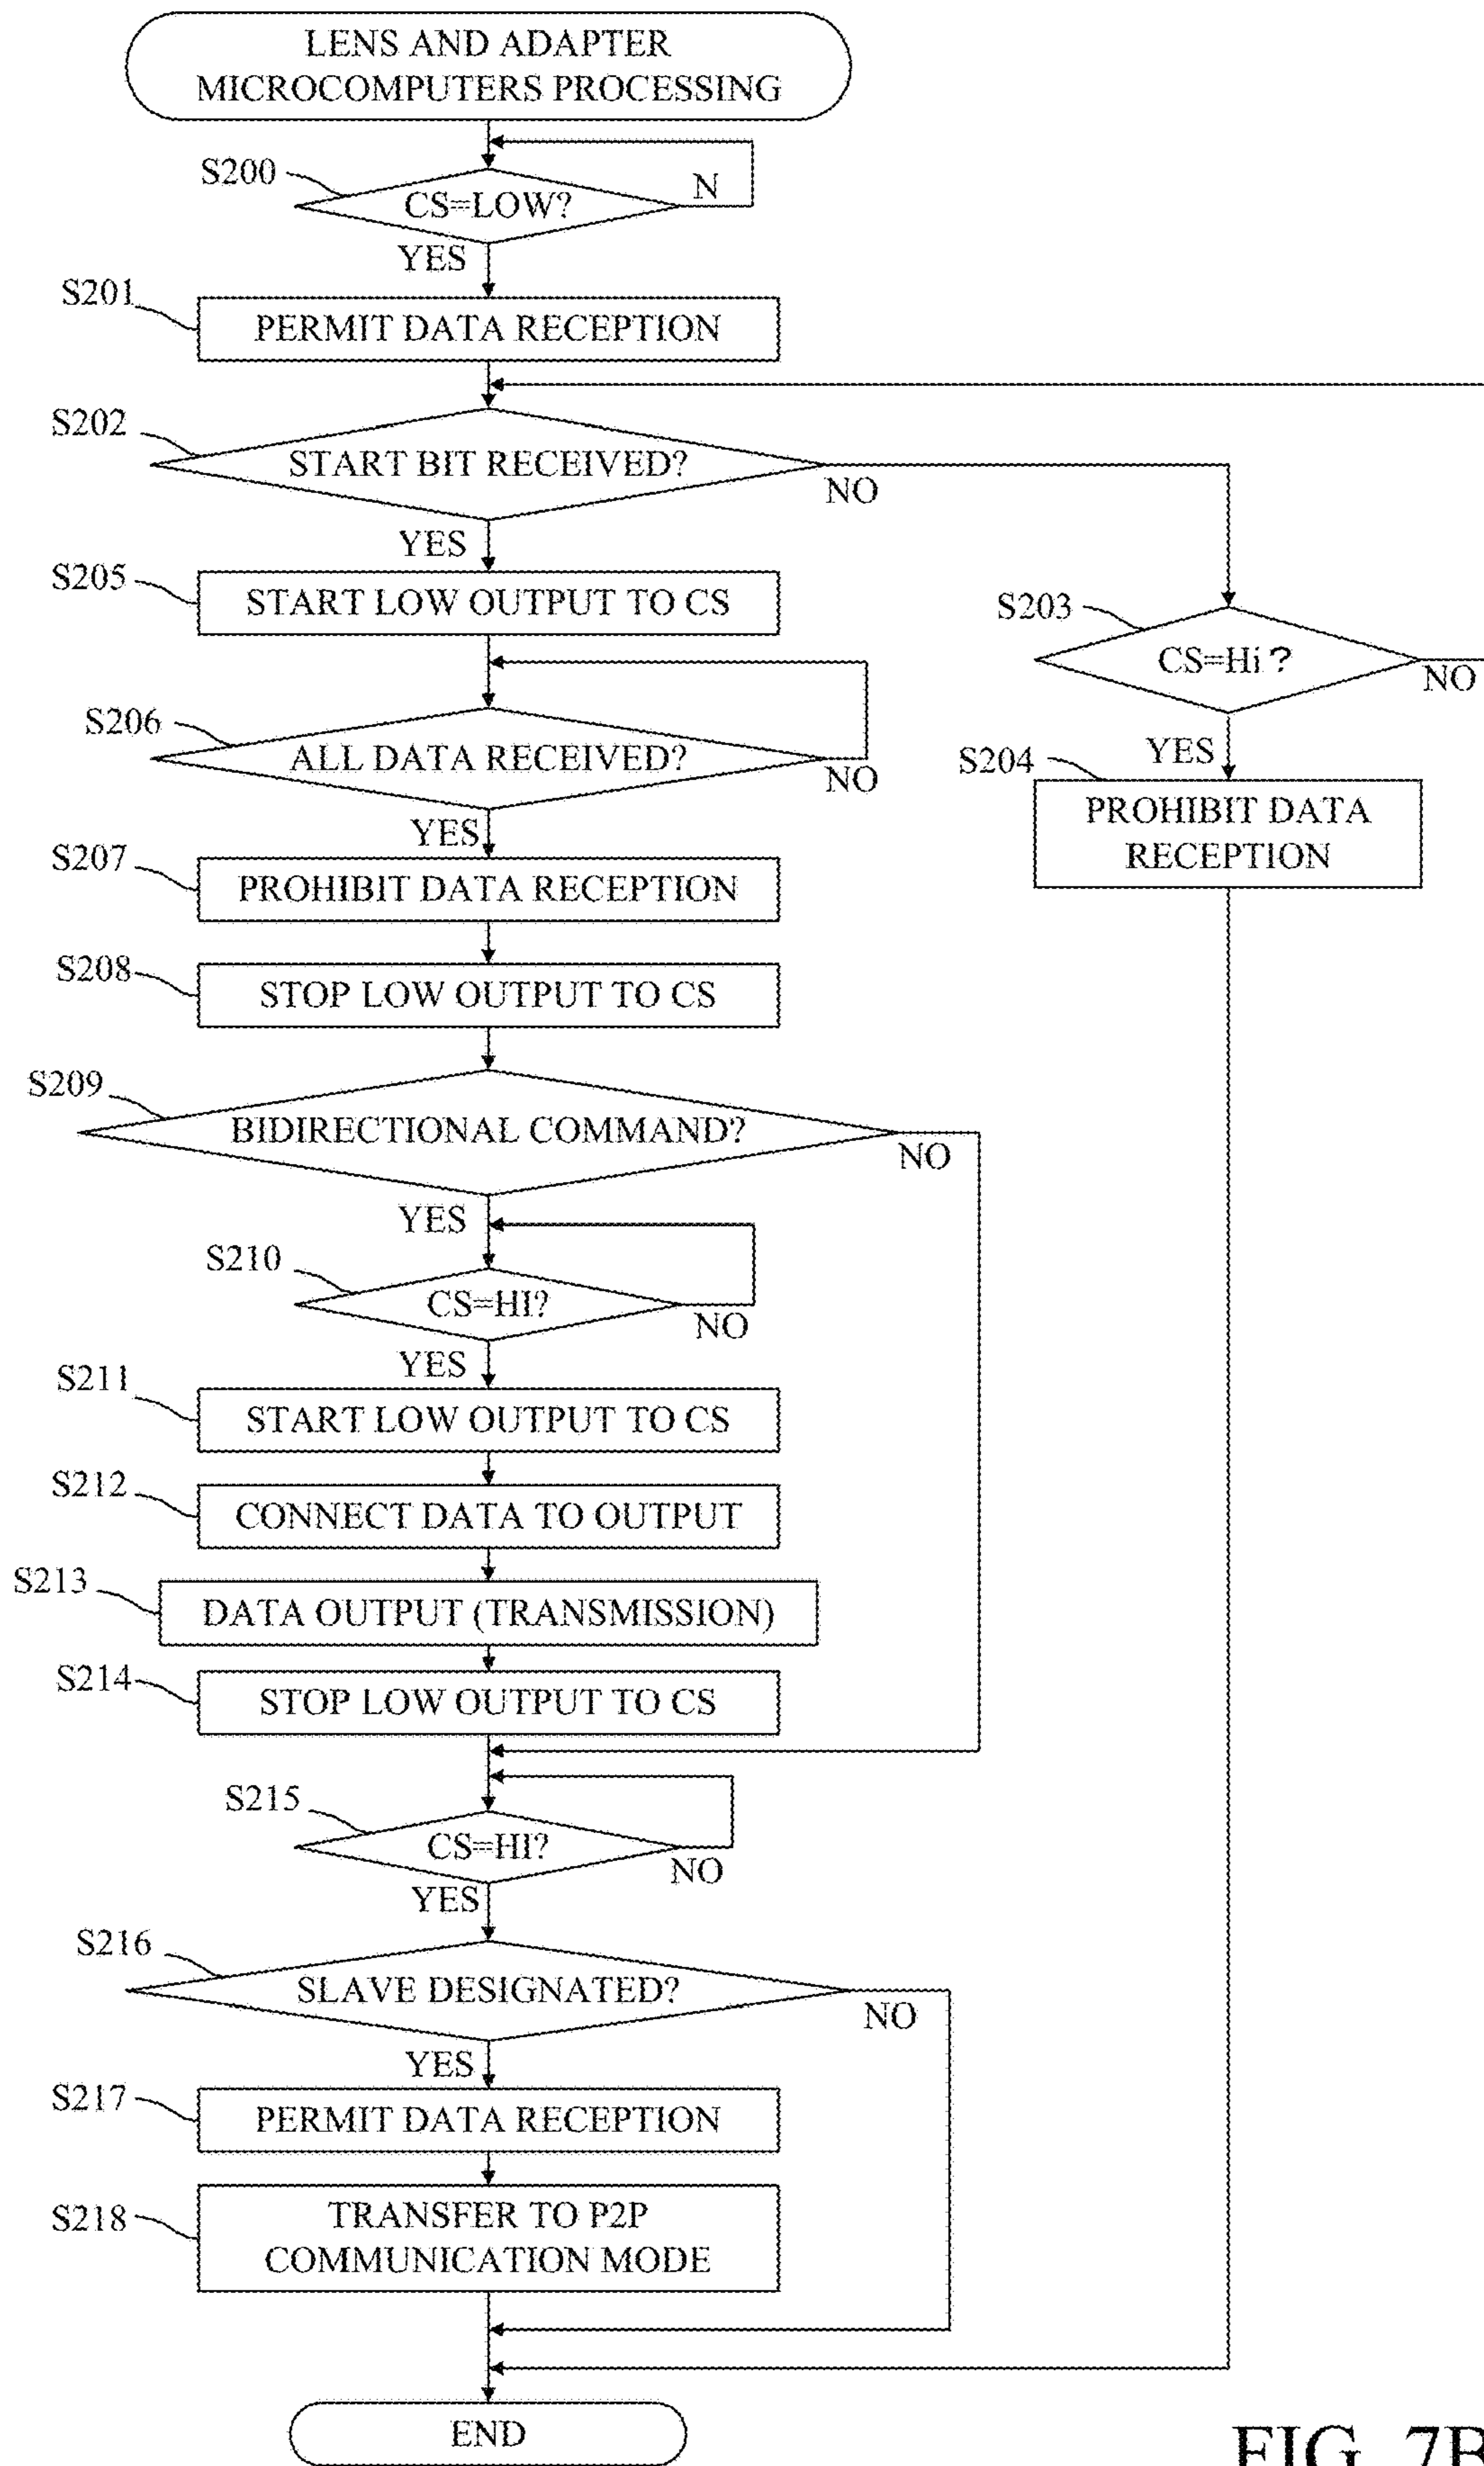 LENS AND ADAPTER
MICROCOMPUTERS PROCESSING
S200
CS=LOW?
N
YES
S201
PERMIT DATA RECEPTION
S202
START BIT RECEIVED?
NO
YES
S205
START LOW OUTPUT TO CS
S203
CS=Hi ?
NO
S206
ALL DATA RECEIVED?
NO
YES
S204
YES
PROHIBIT DATA
RECEPTION
S207
PROHIBIT DATA RECEPTION
S208
STOP LOW OUTPUT TO CS
S209
BIDIRECTIONAL COMMAND?
NO
YES
S210
CS=HI?
NO
YES
S211
START LOW OUTPUT TO CS
S212
CONNECT DATA TO OUTPUT
S213
DATA OUTPUT (TRANSMISSION)
S214
STOP LOW OUTPUT TO CS
S215
CS=HI?
NO
YES
S216
SLAVE DESIGNATED?
NO
YES
S217
PERMIT DATA RECEPTION
S218
TRANSFER TO P2P
COMMUNICATION MODE
END
FIG. 7B